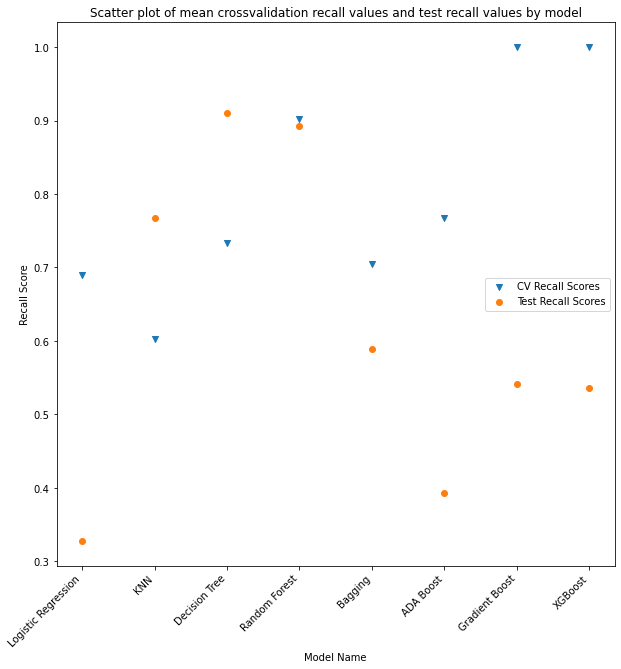 Scatter plot of mean crossvalidation recall values and test recall values by model
1.0
0.9
0.8
0.7
0.6
0.5
0.4
0.3
Recall Score
CV Recall Scores
Test Recall Scores
Logistic Regression
KNN
Decision Tree
Random Forest
Bagging
ADA Boost
Gradient Boost
XGBoost
Model Name